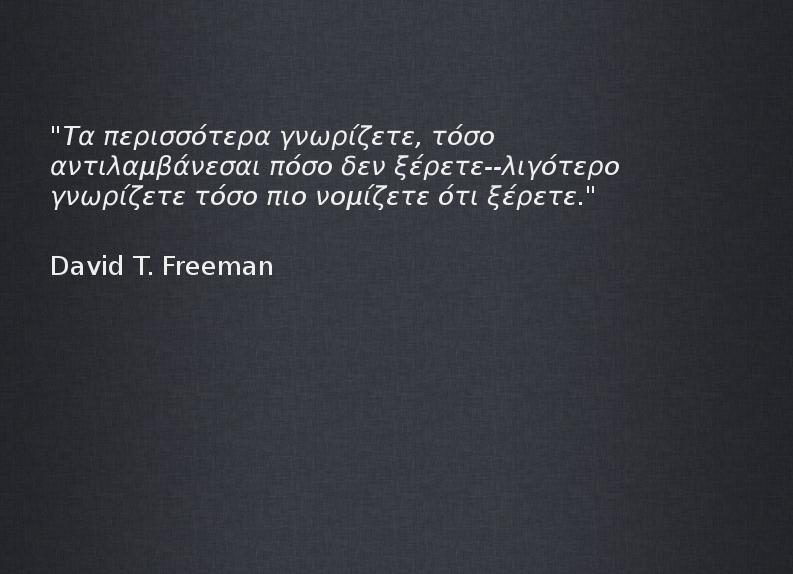 "Τα περισσότερα γνωρίζετε, τόσο
αντιλαμβάνεσαι πόσο δεν ξέρετε--λιγότερο
γνωρίζετε τόσο πιο νομίζετε ότι ξέρετε."
David T. Freeman